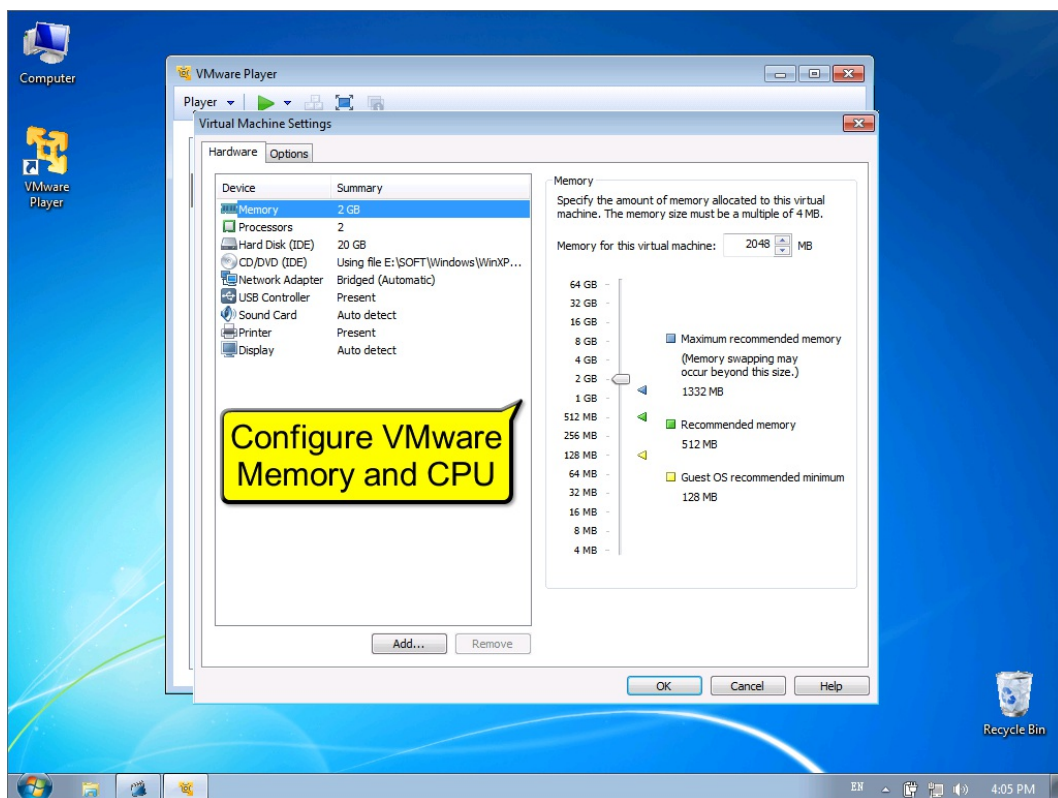 Computer
VMware
Player
VMware Player
Player
Virtual Machine Settings
Hardware Options
Device Summary
Memory 2 GB
Processors 2
Hard Disk (IDE) 20 GB
CD/DVD (IDE) Using file E:\SOFT\Windows\WinXP...
Network Adapter Bridged (Automatic)
USB Controller Present
Sound Card Auto detect
Printer Present
Display Auto detect
Configure VMware
Memory and CPU
Add... Remove
Memory
Specify the amount of memory allocated to this virtual
machine. The memory size must be a multiple of 4 MB.
Memory for this virtual machine: 2048 MB
64 GB
32 GB
16 GB
8 GB
4 GB
2 GB
1 GB
512 MB
256 MB
128 MB
64 MB
32 MB
16 MB
8 MB
4 MB
Maximum recommended memory
(Memory swapping may
occur beyond this size.)
1332 MB
Recommended memory
512 MB
Guest OS recommended minimum
128 MB
OK Cancel Help
Recycle Bin
EN 4:05 PM